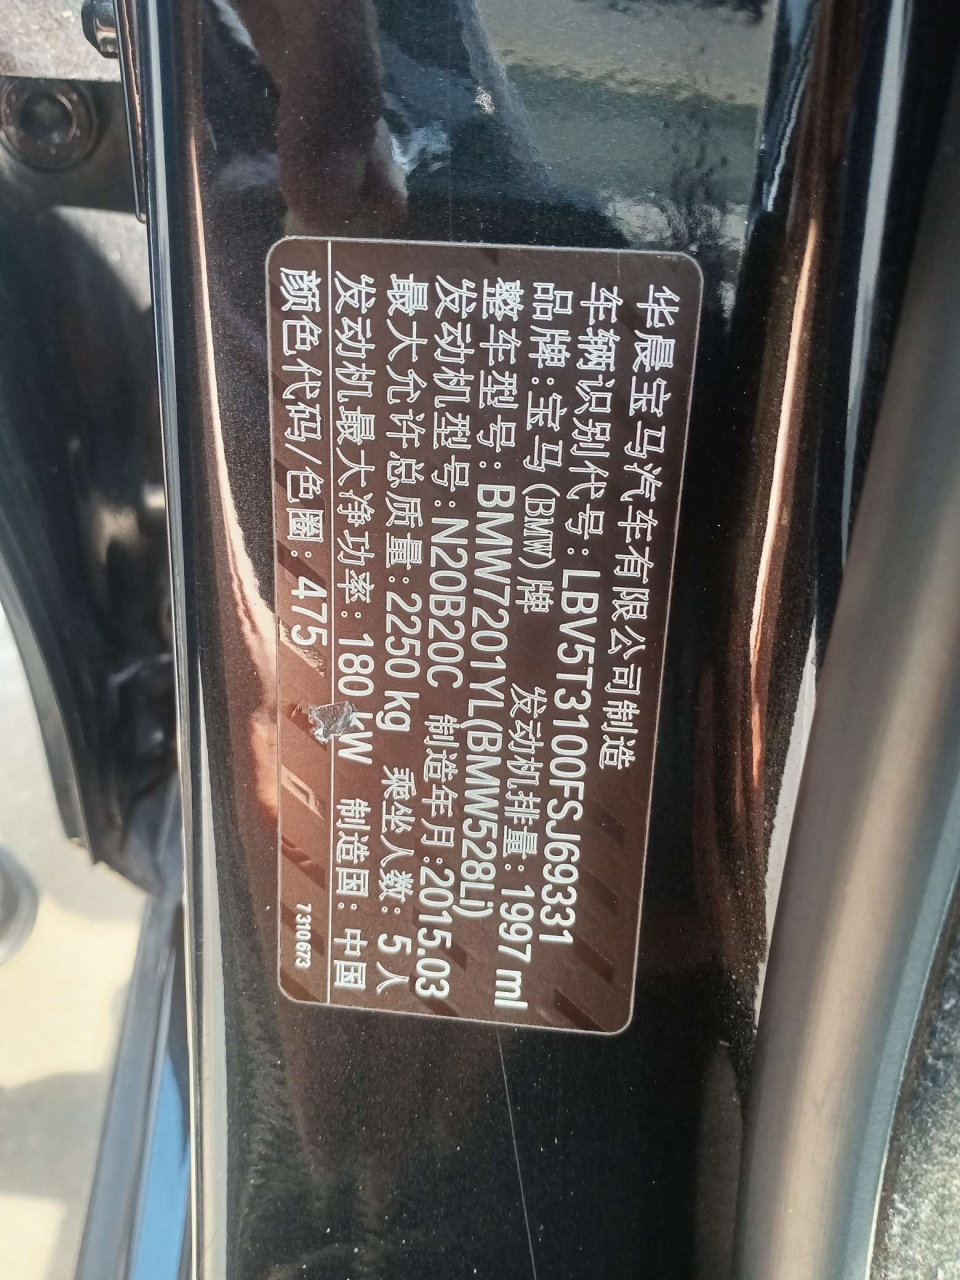 华晨宝马汽车有限公司制造
车辆识别代号:LBV5T3100FSJ69331
品牌:宝马(BMW)牌 发动机排量:1997 ml
整车型号:BMW7201YL(BMW528Li)
发动机型号:N20B20C 制造年月:2015.03
最大允许总质量:2250 kg 乘坐人数:5人
发动机最大净功率:180 kW 制造国:中国
颜色代码/色圈:475 7310673